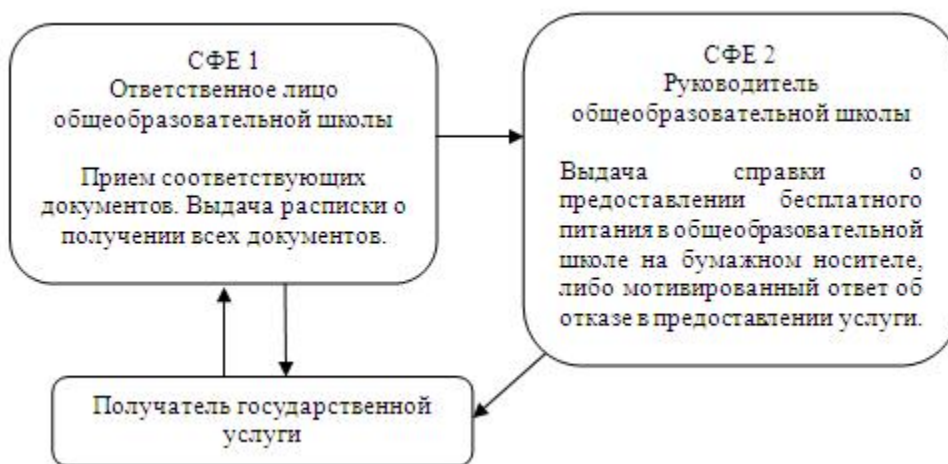 СФЕ 1
Ответственное лицо
общеобразовательной школы
Прием соответствующих
документов. Выдача расписки о
получении всех документов.
СФЕ 2
Руководитель
общеобразовательной школы
Выдача справки о
предоставлении бесплатного
питания в общеобразовательной
школе на бумажном носителе,
либо мотивированный ответ об
отказе в предоставлении услуги.
Получатель государственной
услуги